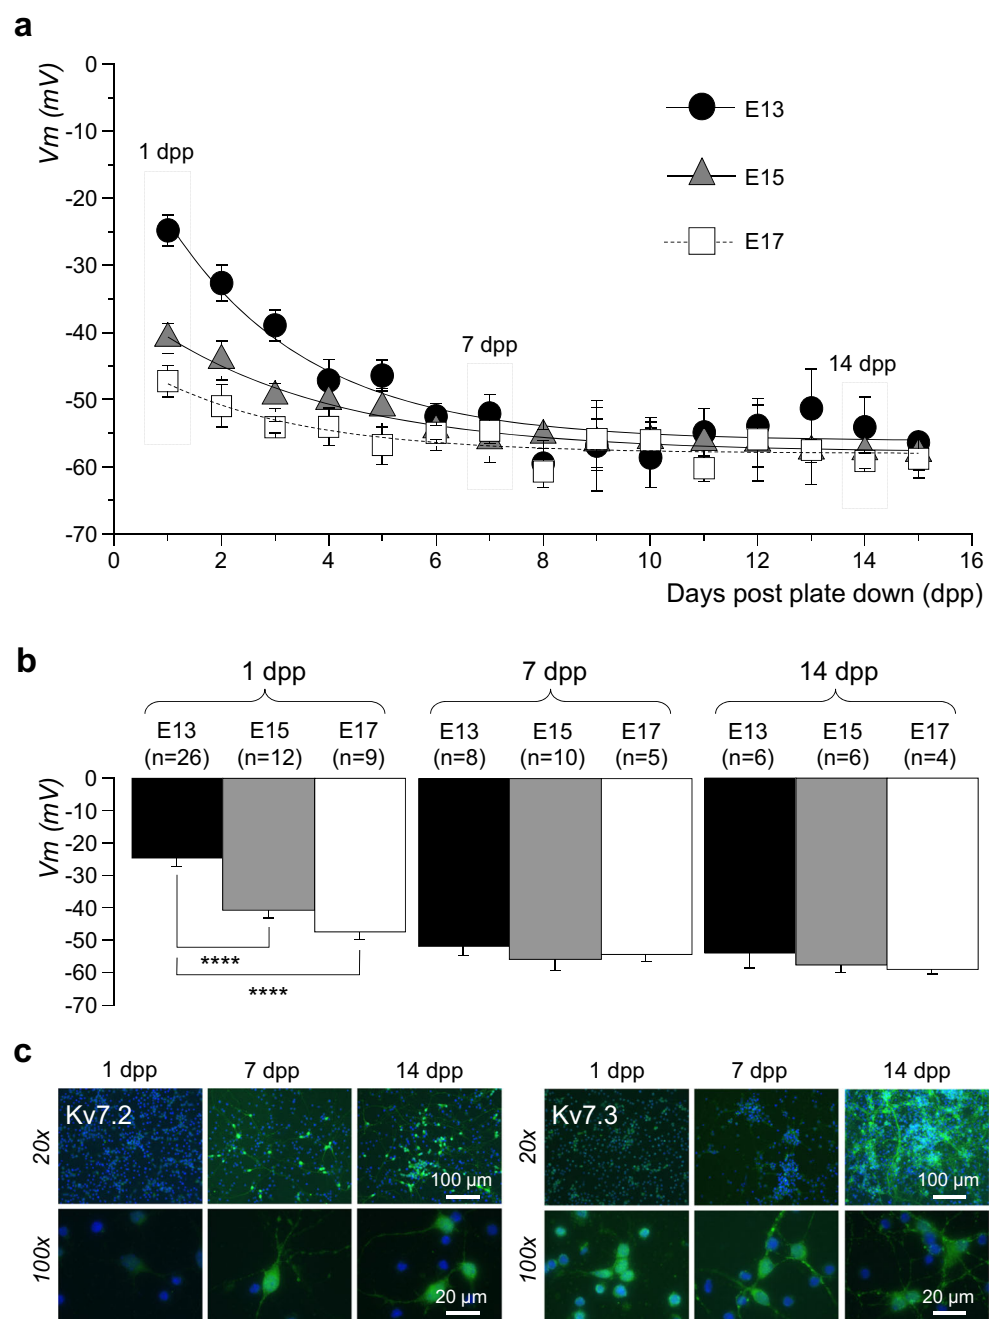 a
Vm (mV)
0
-10
-20
-30
-40
-50
-60
-70
1 dpp
7 dpp
14 dpp
E13
E15
E17
0 2 4 6 8 10 12 14 16
Days post plate down (dpp)
b
1 dpp 7 dpp 14 dpp
E13 E15 E17 E13 E15 E17 E13 E15 E17
(n=26) (n=12) (n=9) (n=8) (n=10) (n=5) (n=6) (n=6) (n=4)
Vm (mV)
0
-10
-20
-30
-40
-50
-60
-70
****
****
c
1 dpp 7 dpp 14 dpp 1 dpp 7 dpp 14 dpp
20x Kv7.2 100 µm 20x Kv7.3 100 µm
100x 20 µm 100x 20 µm